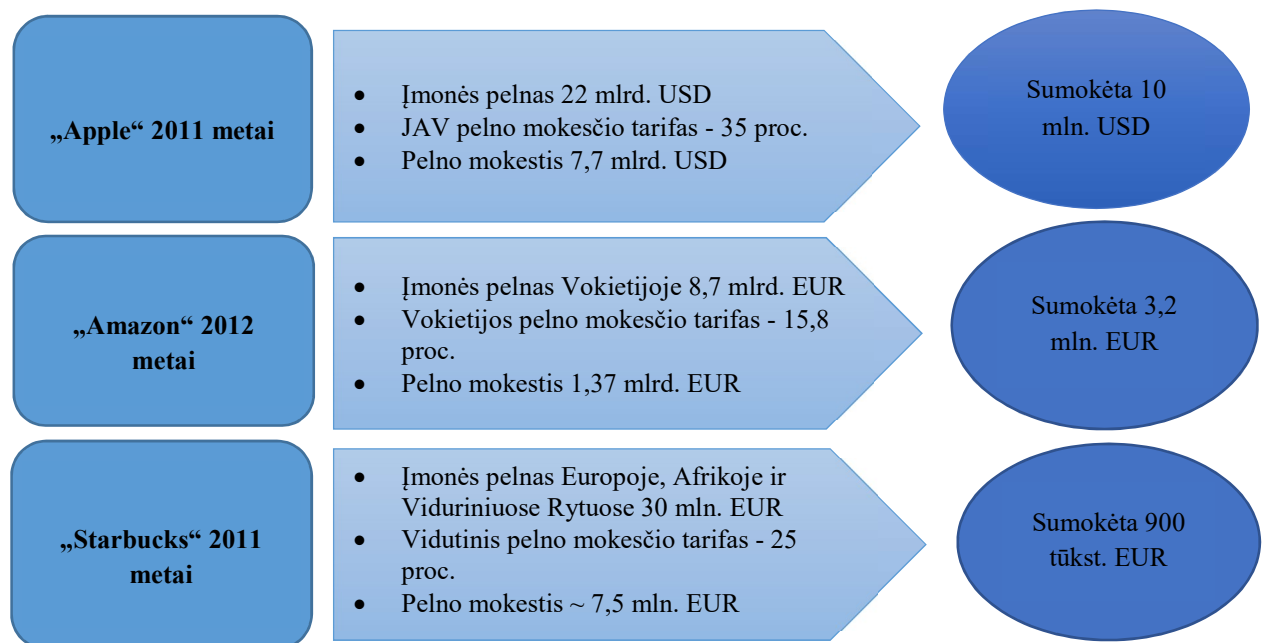 „Apple“ 2011 metai
• Įmonės pelnas 22 mlrd. USD
• JAV pelno mokesčio tarifas - 35 proc.
• Pelno mokestis 7,7 mlrd. USD
Sumokėta 10
mln. USD
„Amazon“ 2012
metai
• Įmonės pelnas Vokietijoje 8,7 mlrd. EUR
• Vokietijos pelno mokesčio tarifas - 15,8
proc.
• Pelno mokestis 1,37 mlrd. EUR
Sumokėta 3,2
mln. EUR
„Starbucks“ 2011
metai
• Įmonės pelnas Europoje, Afrikoje ir
Viduriniuose Rytuose 30 mln. EUR
• Vidutinis pelno mokesčio tarifas - 25
proc.
• Pelno mokestis ~ 7,5 mln. EUR
Sumokėta 900
tūkst. EUR